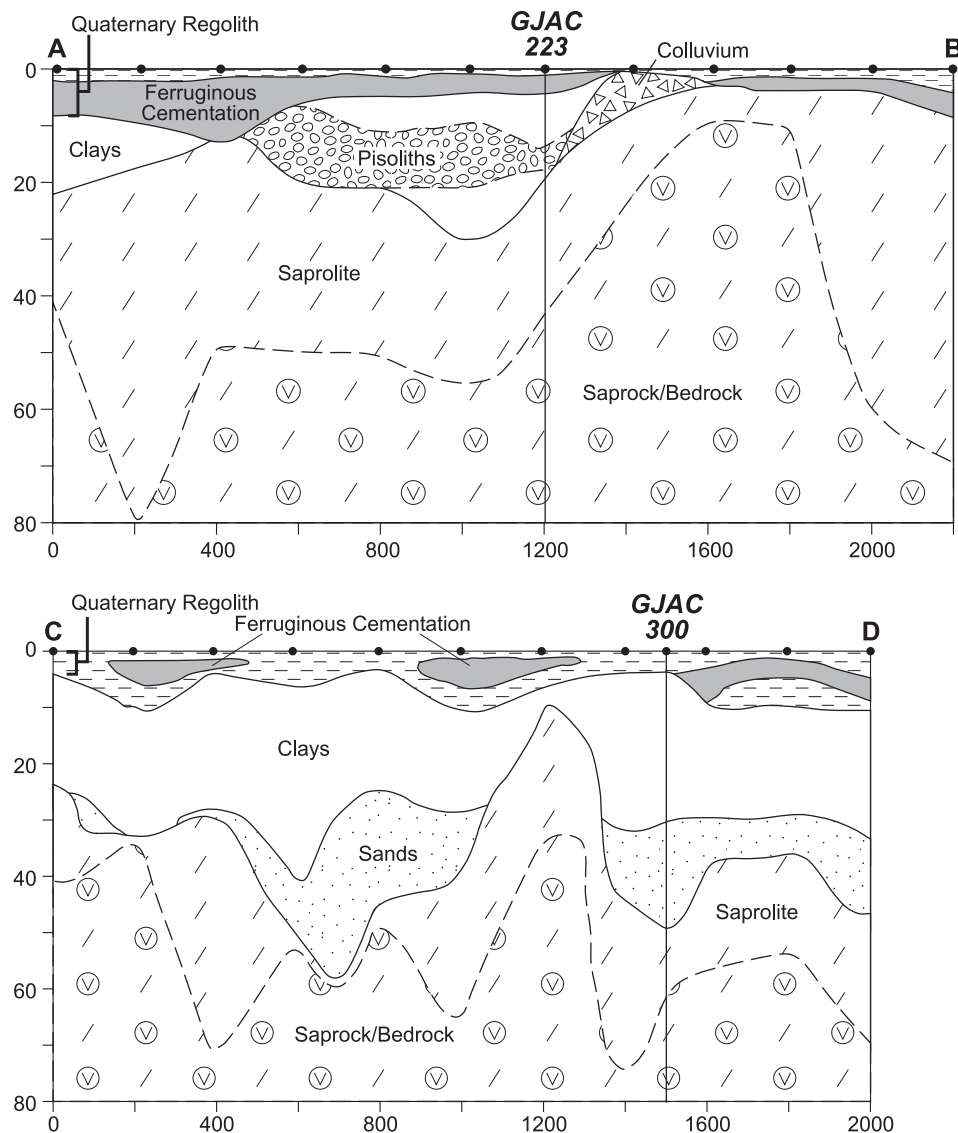 Quaternary Regolith
A
GJAC
223
Colluvium
B
0
Ferruginous
Cementation
Clays
Pisoliths
20
Saprolite
40
Saprock/Bedrock
60
80
0 400 800 1200 1600 2000
Quaternary Regolith
C
Ferruginous Cementation
GJAC
300
D
0
Clays
20
Sands
40
Saprolite
60
Saprock/Bedrock
80
0 400 800 1200 1600 2000